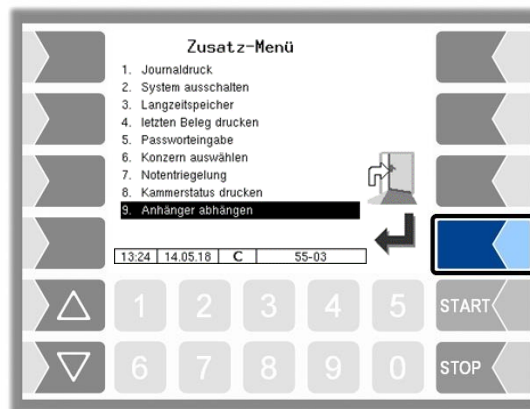 Zusatz-Menü
1. Journaldruck
2. System ausschalten
3. Langzeitspeicher
4. letzten Beleg drucken
5. Passworteingabe
6. Konzern auswählen
7. Notentriegelung
8. Kammerstatus drucken
9. Anhänger abhängen
13:24 14.05.18 C 55-03
1 2 3 4 5 START
6 7 8 9 0 STOP